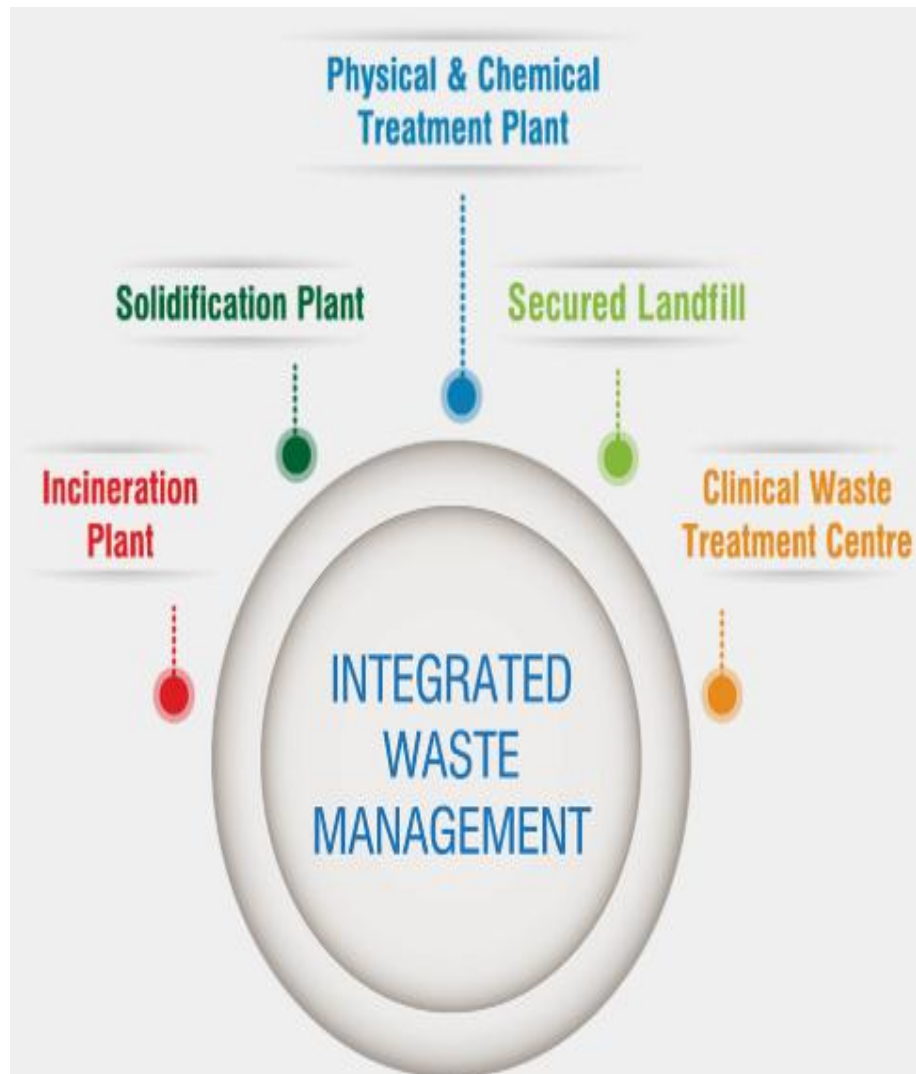 Physical & Chemical
Treatment Plant
Solidification Plant
Secured Landfill
Incineration
Plant
Clinical Waste
Treatment Centre
INTEGRATED
WASTE
MANAGEMENT